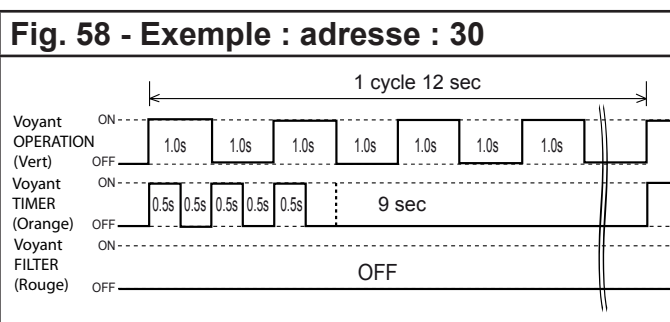 Fig. 58 - Exemple : adresse : 30
1 cycle 12 sec
Voyant
OPERATION
(Vert)
ON
OFF
1.0s 1.0s 1.0s 1.0s 1.0s 1.0s 1.0s
Voyant
TIMER
(Orange)
ON
OFF
0.5s 0.5s 0.5s 0.5s 0.5s 9 sec
Voyant
FILTER
(Rouge)
ON
OFF
OFF